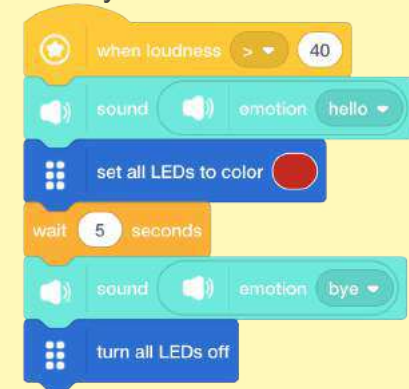 when loudness > 40
sound emotion hello
set all LEDs to color
wait 5 seconds
sound emotion bye
turn all LEDs off